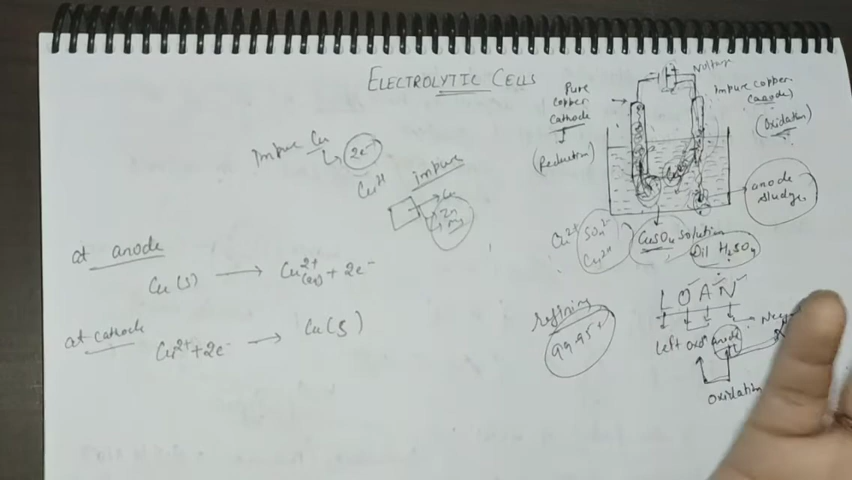 ELECTROLYTIC CELLS
Voltage
Pure
copper
cathode
(Reduction)
Impure copper
(Oxidation)
anode
sludge
Impure Cu
2e⁻
Cu²⁺
impure
Cu
Zn
Cu²⁺
SO₄²⁻
Cu²⁺
CuSO₄ solution
Dil H₂SO₄
at anode
Cu(s) → Cu²⁺(aq) + 2e⁻
at cathode
Cu²⁺ + 2e⁻ → Cu(s)
Refining
99.95%
L O A N
Left oxdⁿ anode
Oxidation